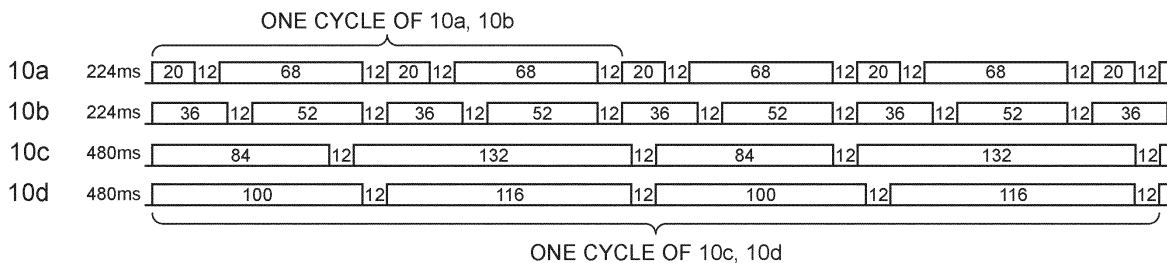 ONE CYCLE OF 10a, 10b
10a 224ms 20 12 68 12 20 12 68 12 20 12 68 12 20 12 68 12 20 12
10b 224ms 36 12 52 12 36 12 52 12 36 12 52 12 36 12 52 12 36
10c 480ms 84 12 132 12 84 12 132 12
10d 480ms 100 12 116 12 100 12 116 12
ONE CYCLE OF 10c, 10d